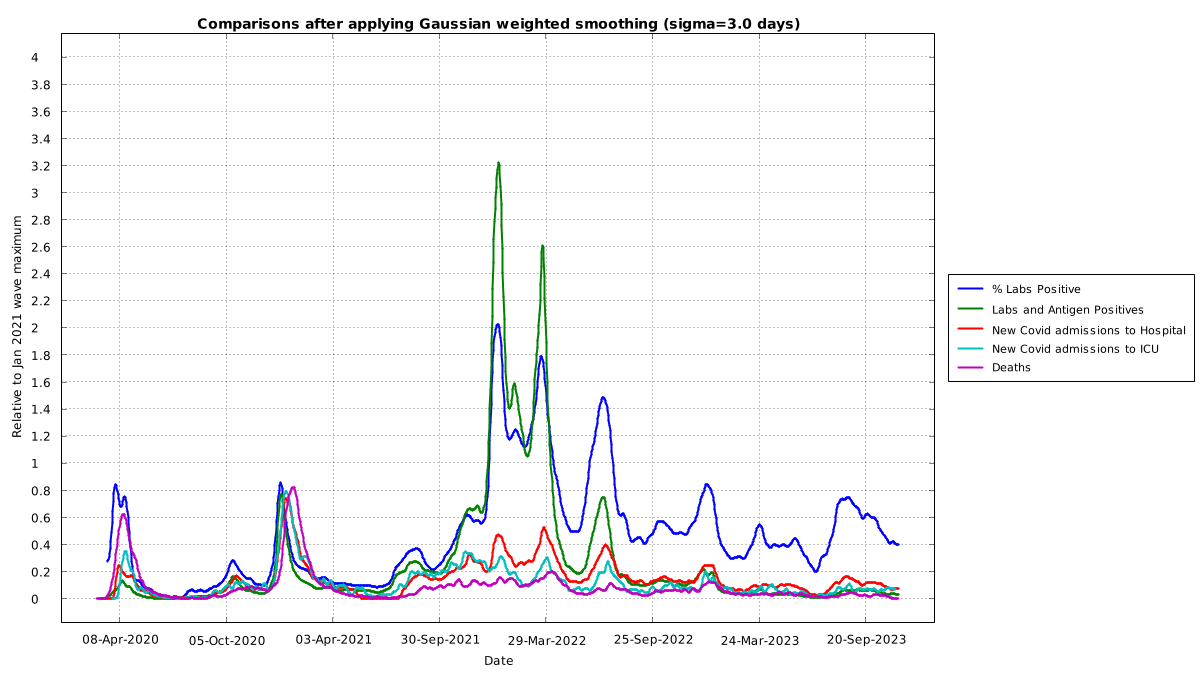 Comparisons after applying Gaussian weighted smoothing (sigma=3.0 days)
4
3.8
3.6
3.4
3.2
3
2.8
2.6
2.4
2.2
2
1.8
1.6
1.4
1.2
1
0.8
0.6
0.4
0.2
0
Relative to Jan 2021 wave maximum
08-Apr-2020
05-Oct-2020
03-Apr-2021
30-Sep-2021
29-Mar-2022
25-Sep-2022
24-Mar-2023
20-Sep-2023
Date
% Labs Positive
Labs and Antigen Positives
New Covid admissions to Hospital
New Covid admissions to ICU
Deaths